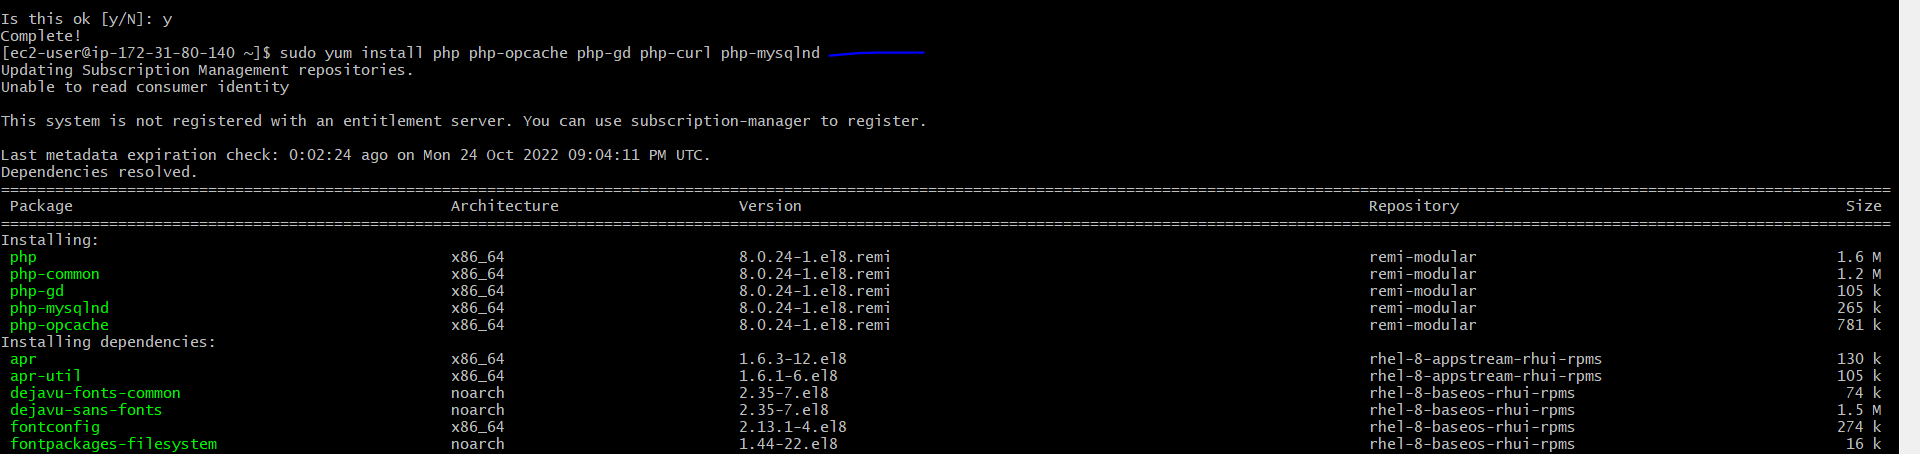 Is this ok [y/N]: y
Complete!
[ec2-user@ip-172-31-80-140 ~]$ sudo yum install php php-opcache php-gd php-curl php-mysqlnd
Updating Subscription Management repositories.
Unable to read consumer identity
This system is not registered with an entitlement server. You can use subscription-manager to register.
Last metadata expiration check: 0:02:24 ago on Mon 24 Oct 2022 09:04:11 PM UTC.
Dependencies resolved.
Package Architecture Version Repository Size
Installing:
php x86_64 8.0.24-1.el8.remi remi-modular 1.6 M
php-common x86_64 8.0.24-1.el8.remi remi-modular 1.2 M
php-gd x86_64 8.0.24-1.el8.remi remi-modular 105 k
php-mysqlnd x86_64 8.0.24-1.el8.remi remi-modular 265 k
php-opcache x86_64 8.0.24-1.el8.remi remi-modular 781 k
Installing dependencies:
apr x86_64 1.6.3-12.el8 rhel-8-appstream-rhui-rpms 130 k
apr-util x86_64 1.6.1-6.el8 rhel-8-appstream-rhui-rpms 105 k
dejavu-fonts-common noarch 2.35-7.el8 rhel-8-baseos-rhui-rpms 74 k
dejavu-sans-fonts noarch 2.35-7.el8 rhel-8-baseos-rhui-rpms 1.5 M
fontconfig x86_64 2.13.1-4.el8 rhel-8-baseos-rhui-rpms 274 k
fontpackages-filesystem noarch 1.44-22.el8 rhel-8-baseos-rhui-rpms 16 k